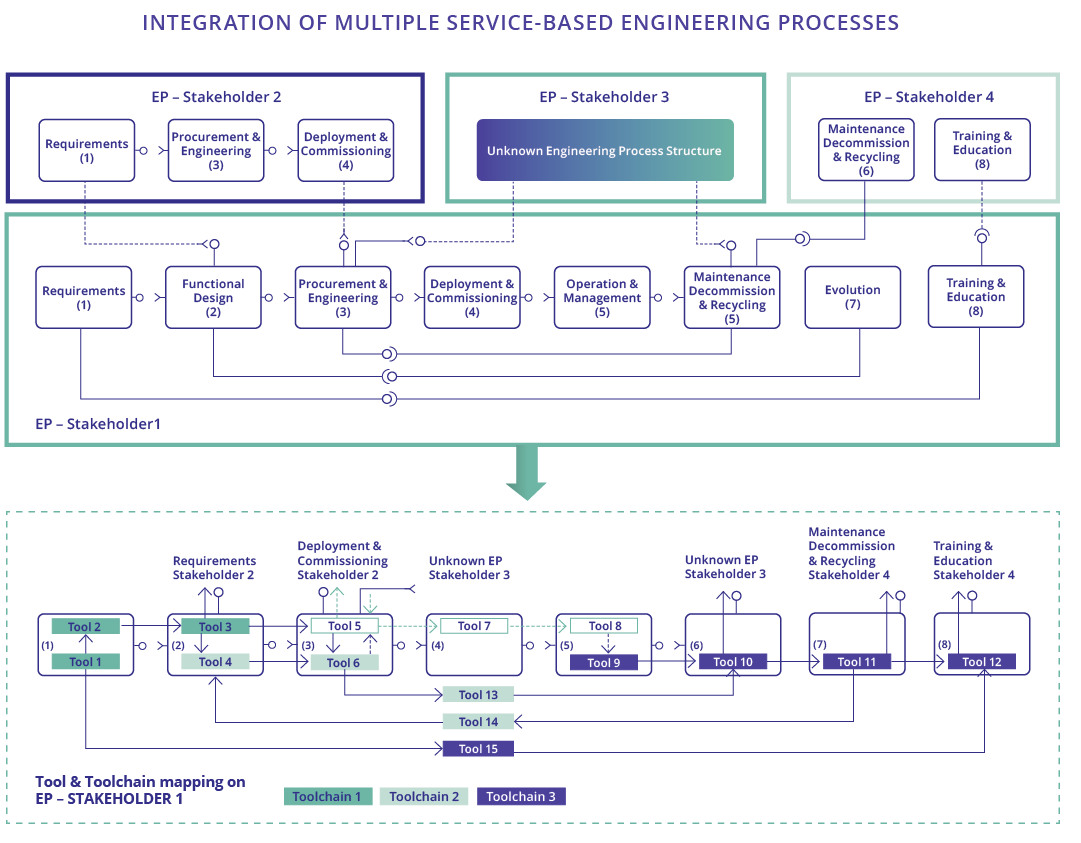 INTEGRATION OF MULTIPLE SERVICE-BASED ENGINEERING PROCESSES
EP – Stakeholder 2
Requirements
(1)
Procurement &
Engineering
(3)
Deployment &
Commissioning
(4)
EP – Stakeholder 3
Unknown Engineering Process Structure
EP – Stakeholder 4
Maintenance
Decommission
& Recycling
(6)
Training &
Education
(8)
Requirements
(1)
Functional
Design
(2)
Procurement &
Engineering
(3)
Deployment &
Commissioning
(4)
Operation &
Management
(5)
Maintenance
Decommission
& Recycling
(5)
Evolution
(7)
Training &
Education
(8)
EP – Stakeholder1
Requirements
Stakeholder 2
Deployment &
Commissioning
Stakeholder 2
Unknown EP
Stakeholder 3
Unknown EP
Stakeholder 3
Maintenance
Decommission
& Recycling
Stakeholder 4
Training &
Education
Stakeholder 4
Tool 2
(1)
Tool 1
Tool 3
(2)
Tool 4
Tool 5
(3)
Tool 6
Tool 7
(4)
Tool 8
(5)
Tool 9
(6)
Tool 10
(7)
Tool 11
(8)
Tool 12
Tool 13
Tool 14
Tool 15
Tool & Toolchain mapping on
EP – STAKEHOLDER 1
Toolchain 1
Toolchain 2
Toolchain 3